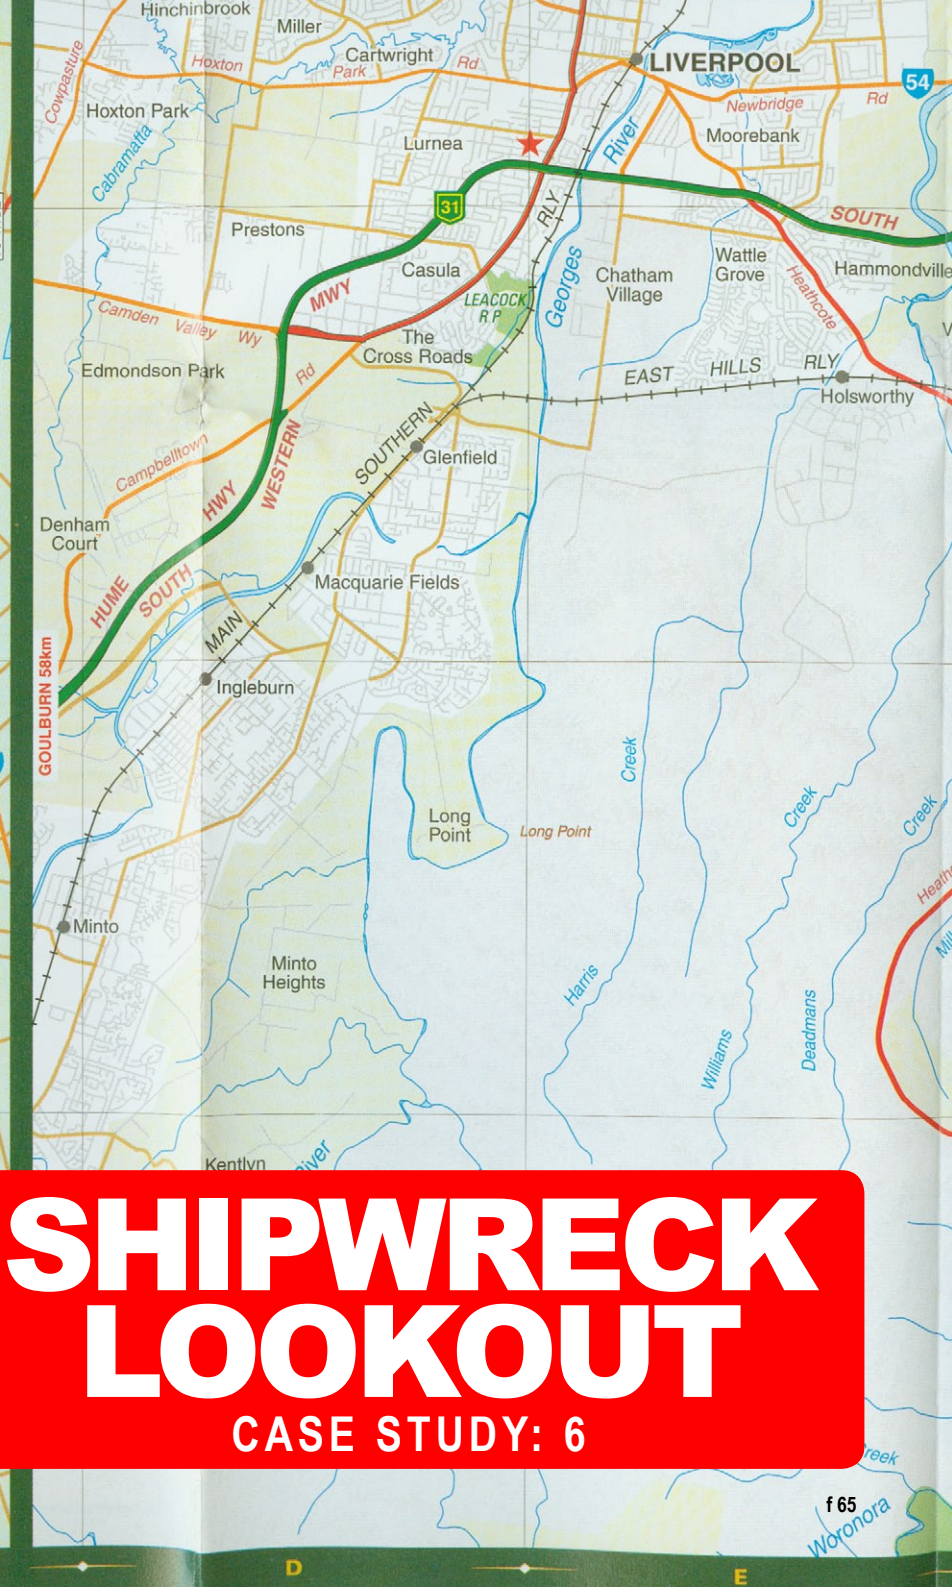 Hinchinbrook
Miller
Cartwright
Hoxton
Park
Rd
LIVERPOOL
54
Cowpasture
Hoxton Park
Newbridge
Rd
Moorebank
Lurnea
River
Cabramatta
31
RLY
SOUTH
Prestons
Casula
Georges
Wattle
Grove
Hammondville
Chatham
Village
Heathcote
MWY
LEACOCK
R P
Camden
Valley
Wy
The
Cross Roads
Edmondson Park
Rd
EAST
HILLS
RLY
Holsworthy
SOUTHERN
WESTERN
Campbelltown
Glenfield
HWY
Denham
Court
HUME
SOUTH
Macquarie Fields
MAIN
GOULBURN 58km
Ingleburn
Creek
Creek
Creek
Long
Point
Long Point
Minto
Minto
Heights
Harris
Williams
Deadmans
Kentlyn
SHIPWRECK
LOOKOUT
CASE STUDY: 6
f 65
Woronora
D
E